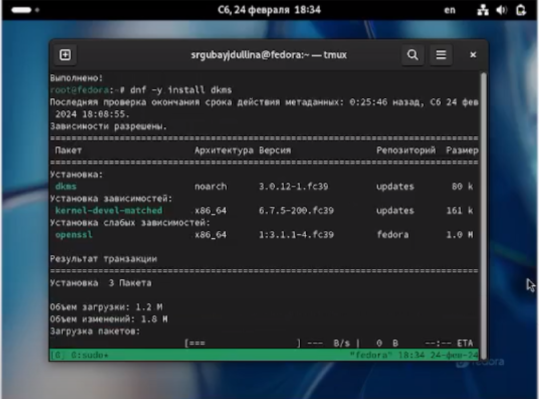 Сб, 24 февраля 18:34
en
srgubayjdullina@fedora:~ — tmux
Выполнено!
root@fedora:~# dnf -y install dkms
Последняя проверка окончания срока действия метаданных: 0:25:46 назад, Сб 24 фев
2024 18:08:55.
Зависимости разрешены.
Пакет Архитектура Версия Репозиторий Размер
Установка:
dkms noarch 3.0.12-1.fc39 updates 80 k
Установка зависимостей:
kernel-devel-matched x86_64 6.7.5-200.fc39 updates 161 k
Установка слабых зависимостей:
openssl x86_64 1:3.1.1-4.fc39 fedora 1.0 M
Результат транзакции
Установка 3 Пакета
Объем загрузки: 1.2 M
Объем изменений: 1.8 M
Загрузка пакетов:
[=== ] --- B/s | 0 B --:-- ETA
[0] 0:sudo* "fedora" 18:34 24-фев-24
fedora